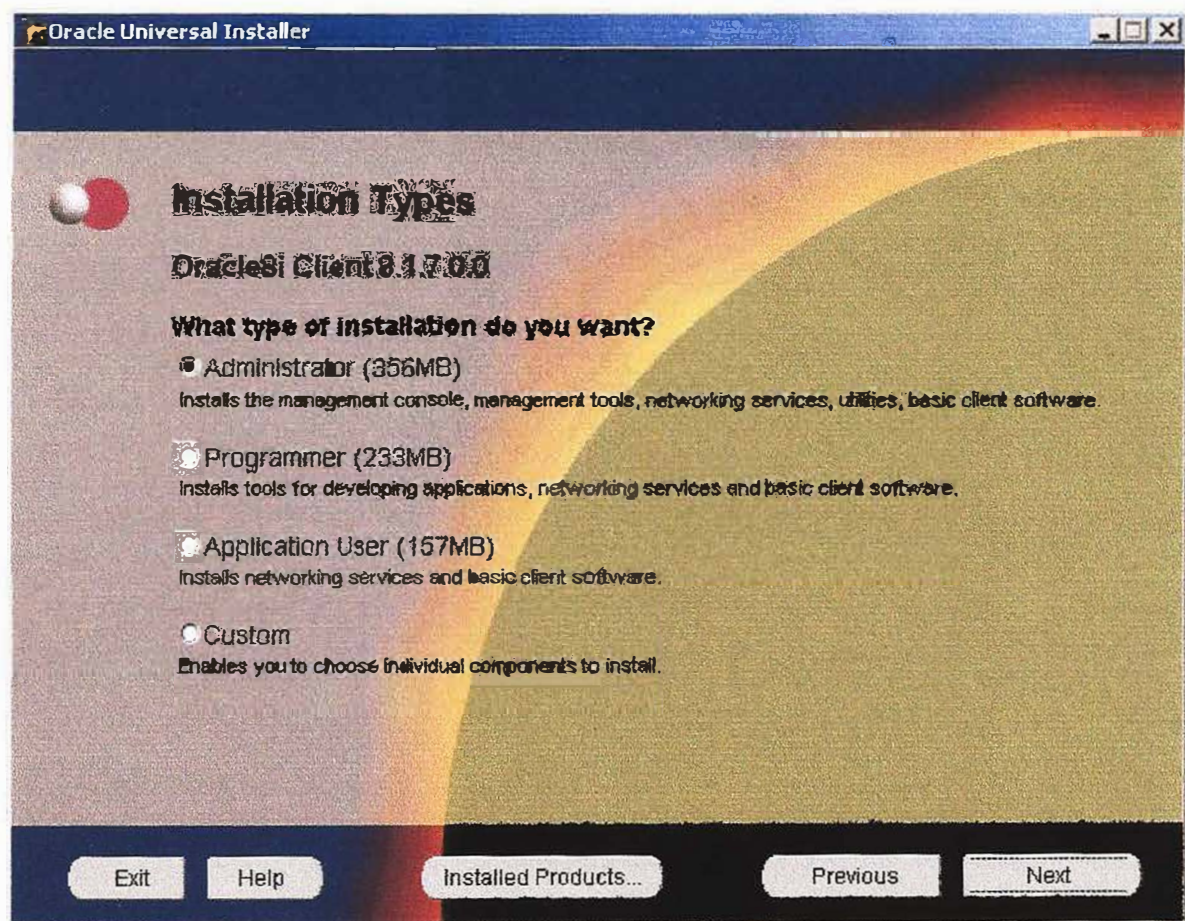 Oracle Universal Installer
Installation Types
Oracle8i Client 8.1.7.0.0
What type of installation do you want?
Administrator (356MB)
Installs the management console, management tools, networking services, utilities, basic client software.
Programmer (233MB)
Installs tools for developing applications, networking services and basic client software.
Application User (157MB)
Installs networking services and basic client software.
Custom
Enables you to choose individual components to install.
Exit Help Installed Products... Previous Next